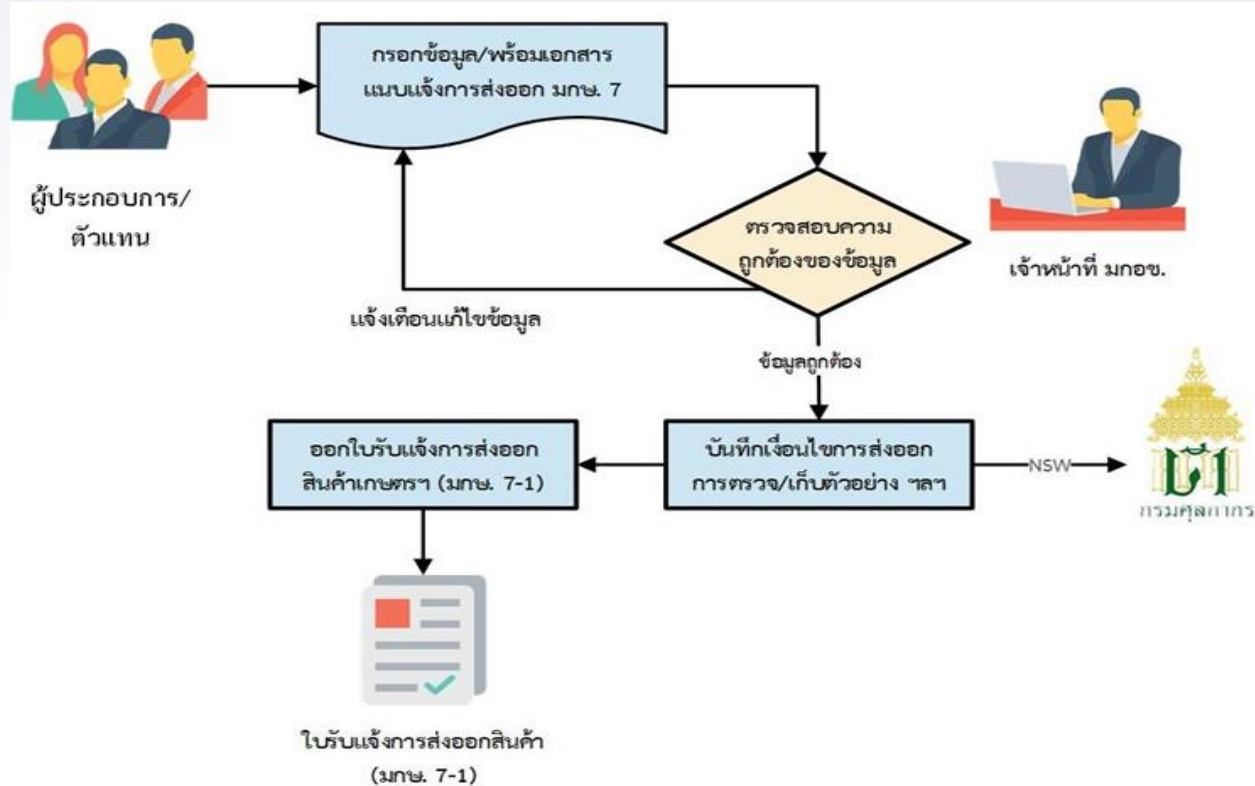 กรอกข้อมูล/พร้อมเอกสาร
แนบแจ้งการส่งออก มกษ. 7
ผู้ประกอบการ/
ตัวแทน
ตรวจสอบความ
ถูกต้องของข้อมูล
เจ้าหน้าที่ มกอช.
แจ้งเตือนแก้ไขข้อมูล
ข้อมูลถูกต้อง
ออกใบรับแจ้งการส่งออก
สินค้าเกษตรฯ (มกษ. 7-1)
บันทึกเงื่อนไขการส่งออก
การตรวจ/เก็บตัวอย่าง ฯลฯ
NSW
กรมศุลกากร
ใบรับแจ้งการส่งออกสินค้า
(มกษ. 7-1)